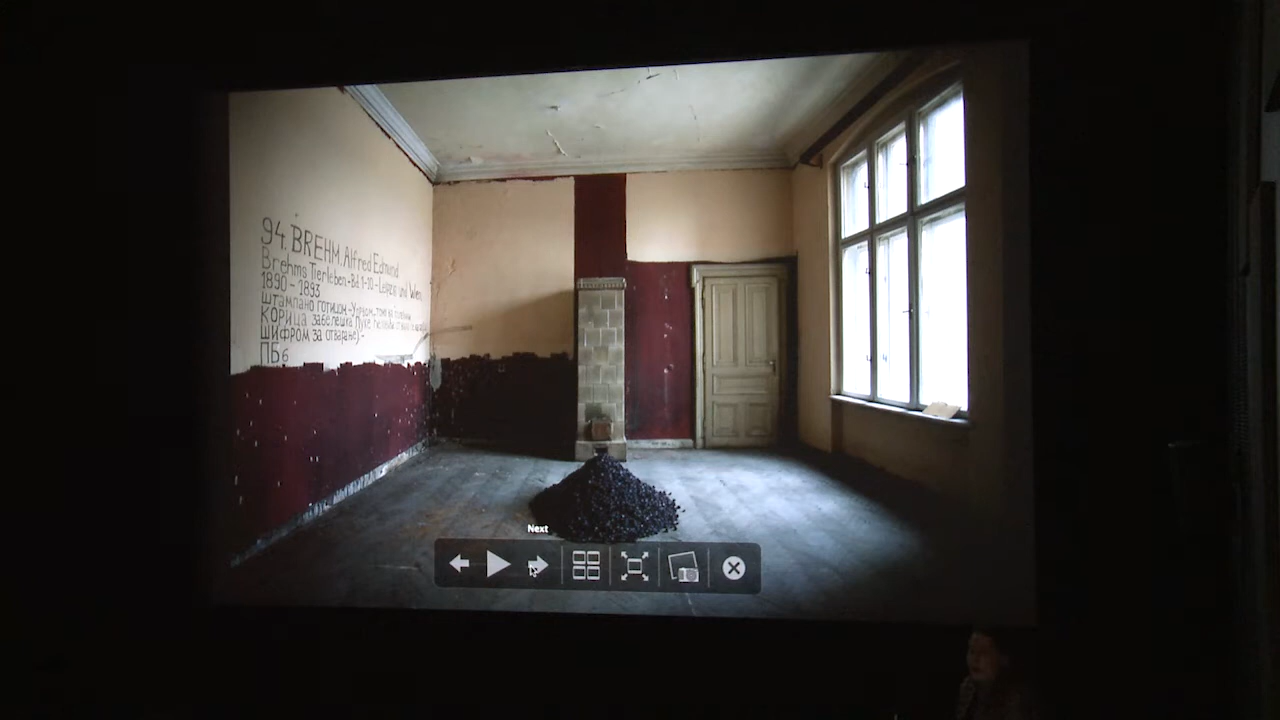 94. BREHM Alfred Edmund
Brehms Tierleben - Bd. 1-10 - Leipzig und Wien
1890 - 1893
штампано готицом -
КОРИЦА забелешка
шифром за отварање) -
ПБ6
Next